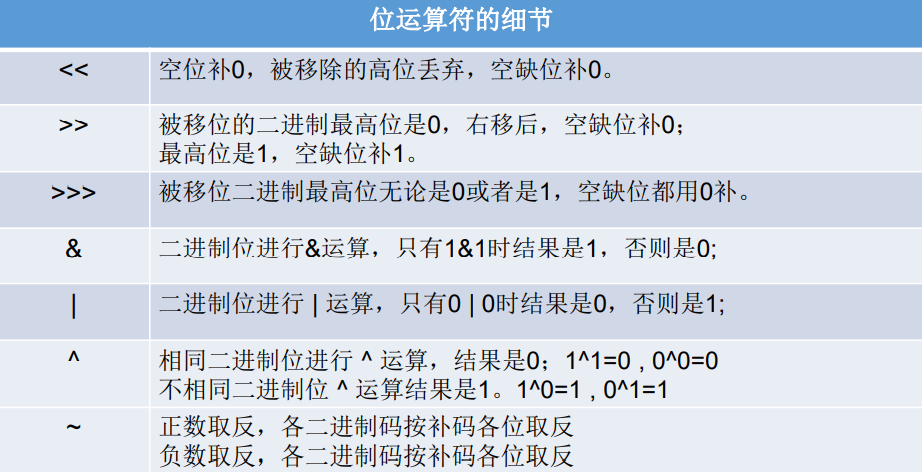 位运算符的细节
<< 空位补0，被移除的高位丢弃，空缺位补0。
>> 被移位的二进制最高位是0，右移后，空缺位补0；
最高位是1，空缺位补1。
>>> 被移位二进制最高位无论是0或者是1，空缺位都用0补。
& 二进制位进行&运算，只有1&1时结果是1，否则是0;
| 二进制位进行 | 运算，只有0 | 0时结果是0，否则是1;
^ 相同二进制位进行 ^ 运算，结果是0；1^1=0 , 0^0=0
不相同二进制位 ^ 运算结果是1。1^0=1 , 0^1=1
~ 正数取反，各二进制码按补码各位取反
负数取反，各二进制码按补码各位取反